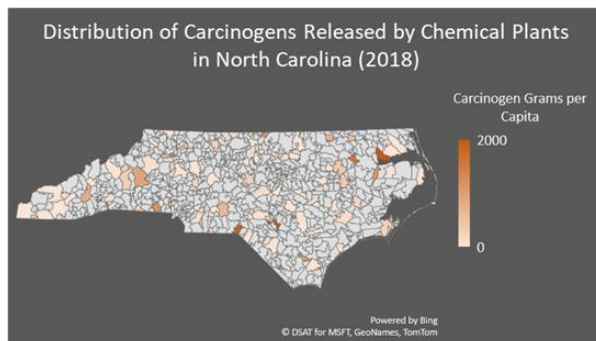 Distribution of Carcinogens Released by Chemical Plants
in North Carolina (2018)
Carcinogen Grams per
Capita
2000
0
Powered by Bing
© DSAT for MSFT, GeoNames, TomTom